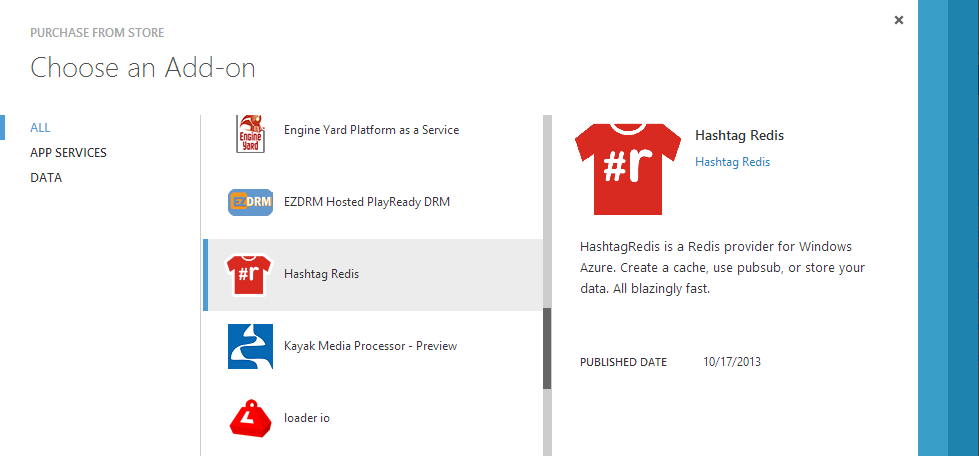 PURCHASE FROM STORE
Choose an Add-on
ALL
APP SERVICES
DATA
Engine Yard
Engine Yard Platform as a Service
EZDRM
EZDRM Hosted PlayReady DRM
#r
Hashtag Redis
Kayak Media Processor - Preview
L
loader io
#r
Hashtag Redis
Hashtag Redis
HashtagRedis is a Redis provider for Windows
Azure. Create a cache, use pubsub, or store your
data. All blazingly fast.
PUBLISHED DATE 10/17/2013